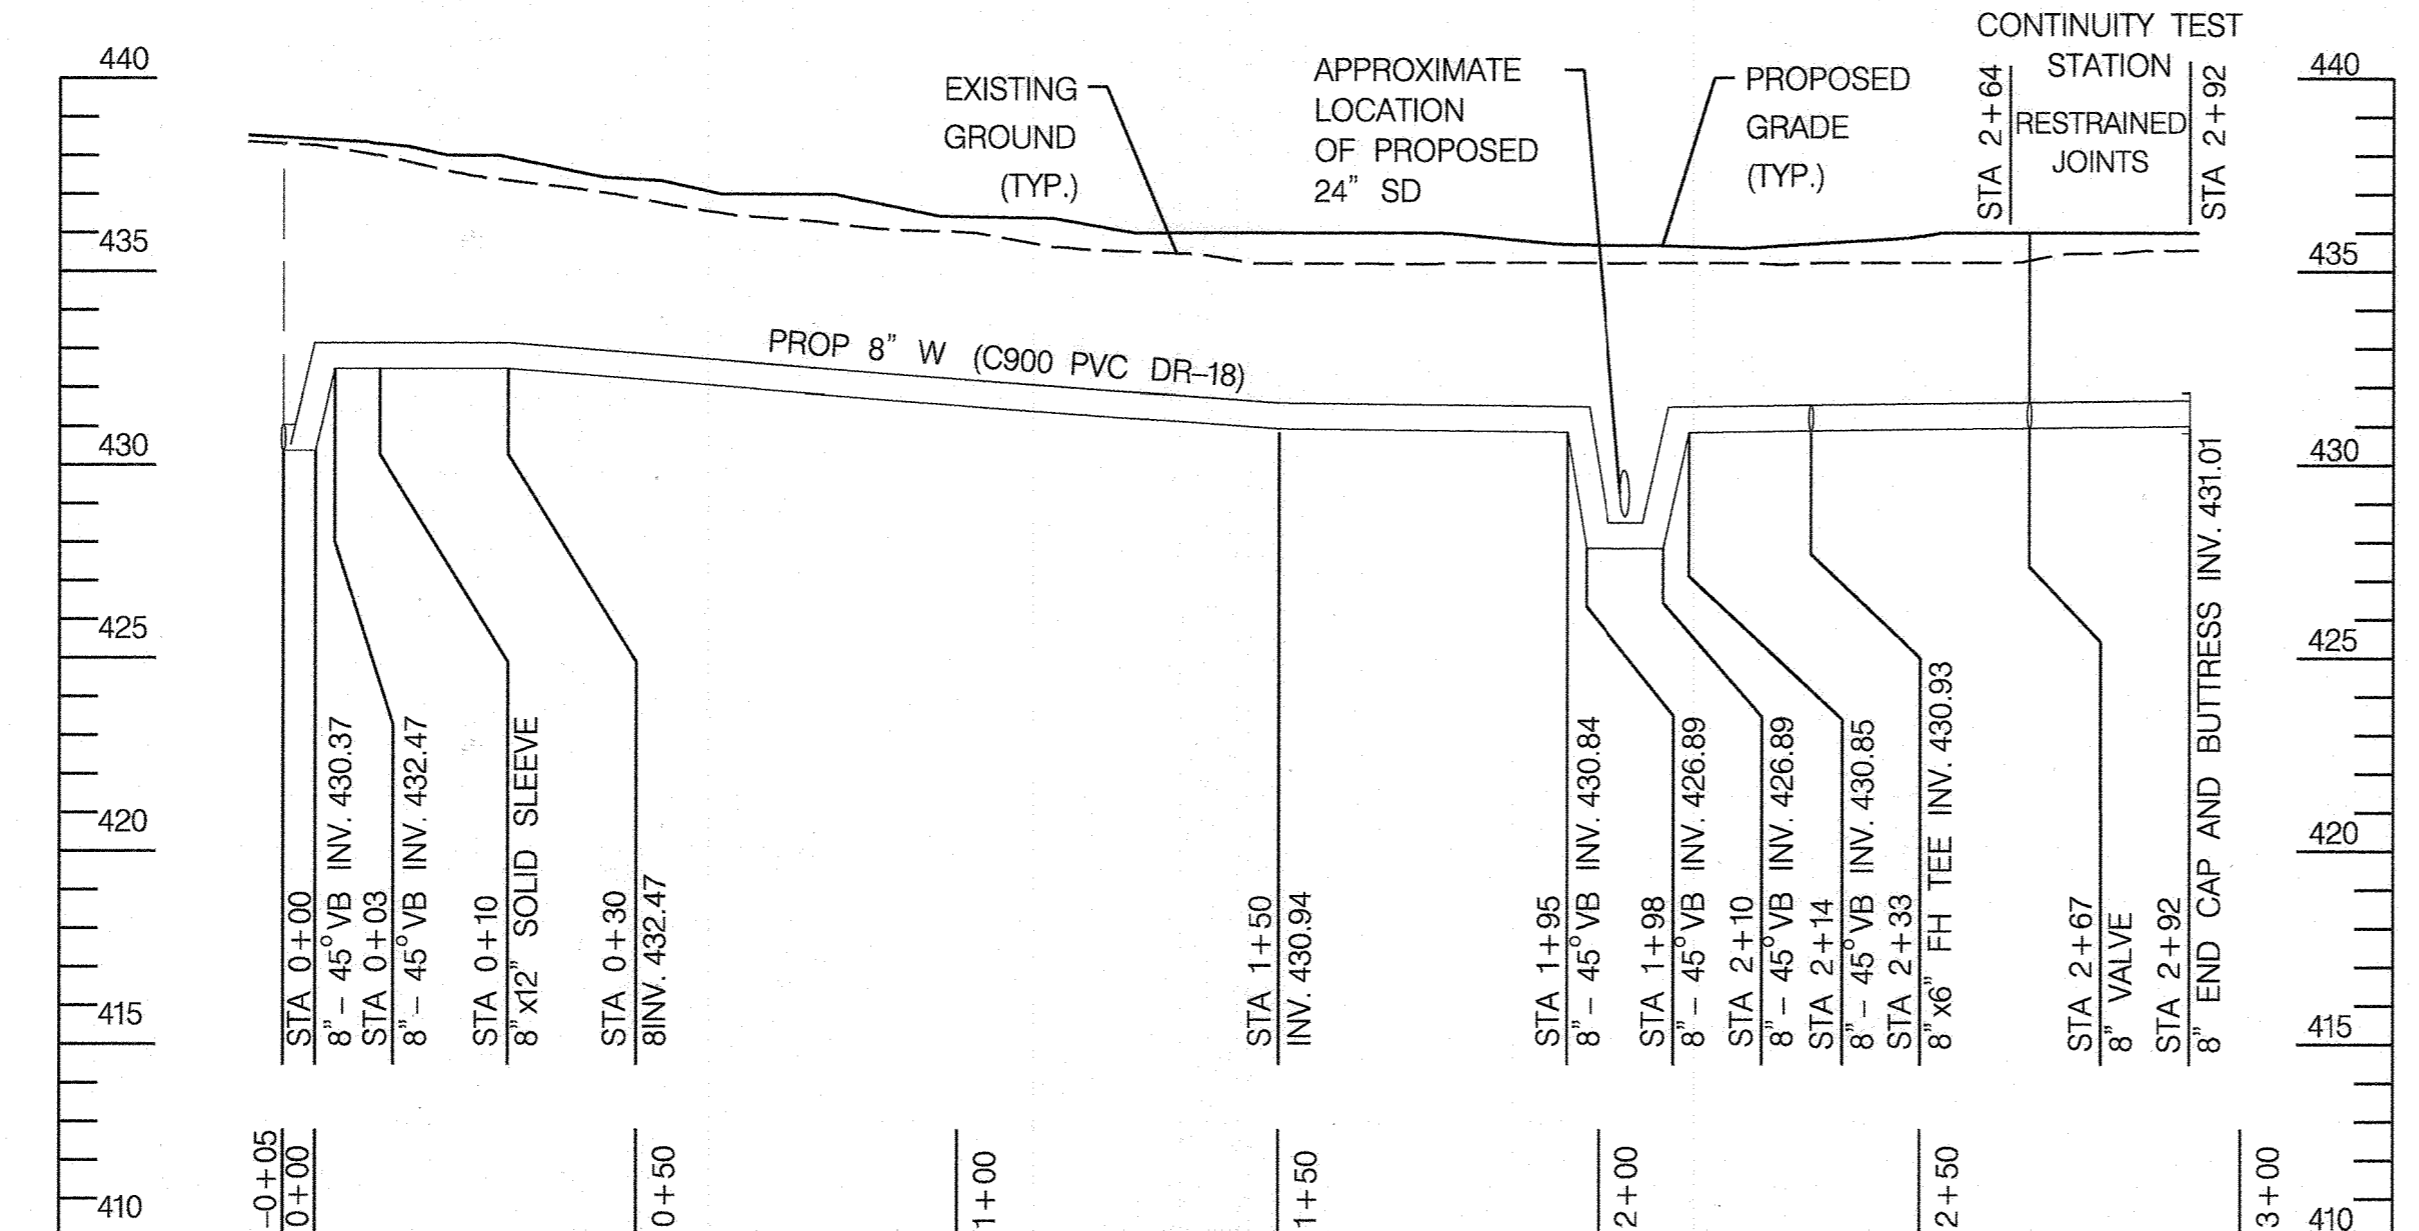 CONTINUITY TEST
STATION
STA 2+64
RESTRAINED
JOINTS
STA 2+92
EXISTING
GROUND
(TYP.)
APPROXIMATE
LOCATION
OF PROPOSED
24" SD
PROPOSED
GRADE
(TYP.)
440
435
430
425
420
415
410
440
435
430
425
420
415
410
PROP 8" W (C900 PVC DR-18)
STA 0+00
8" - 45° VB INV. 430.37
STA 0+03
8" - 45° VB INV. 432.47
STA 0+10
8"x12" SOLID SLEEVE
STA 0+30
8INV. 432.47
STA 1+50
INV. 430.94
STA 1+95
8" - 45° VB INV. 430.84
STA 1+98
8" - 45° VB INV. 426.89
STA 2+10
8" - 45° VB INV. 426.89
STA 2+14
8" - 45° VB INV. 430.85
STA 2+33
8"x6" FH TEE INV. 430.93
STA 2+67
8" VALVE
STA 2+92
8" END CAP AND BUTTRESS INV. 431.01
-0+05
0+00
0+50
1+00
1+50
2+00
2+50
3+00